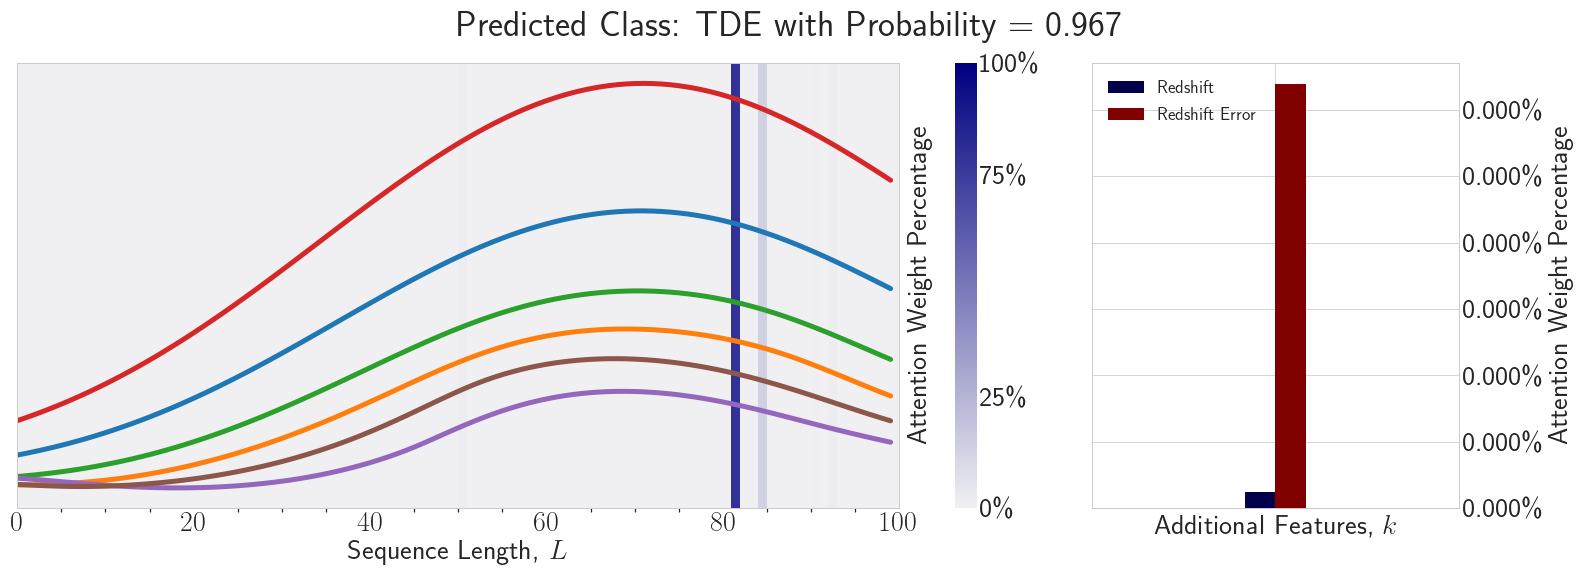 Predicted Class: TDE with Probability = 0.967
0
20
40
60
80
100
Sequence Length, L
100%
75%
25%
0%
Attention Weight Percentage
Redshift
Redshift Error
0.000%
0.000%
0.000%
0.000%
0.000%
0.000%
0.000%
Attention Weight Percentage
Additional Features, k